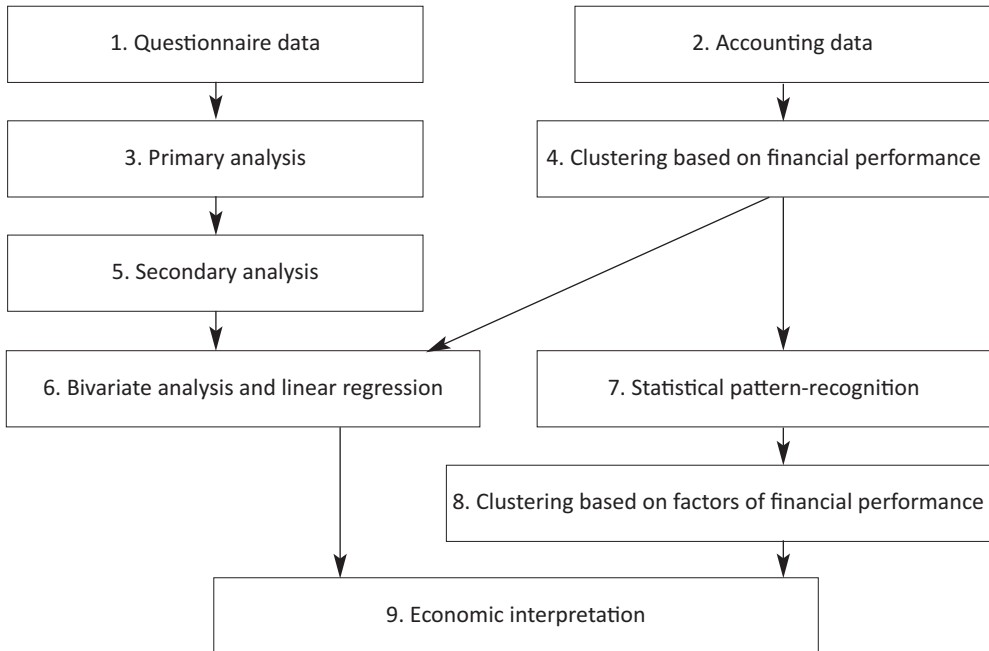 1. Questionnaire data
2. Accounting data
3. Primary analysis
4. Clustering based on financial performance
5. Secondary analysis
6. Bivariate analysis and linear regression
7. Statistical pattern-recognition
8. Clustering based on factors of financial performance
9. Economic interpretation